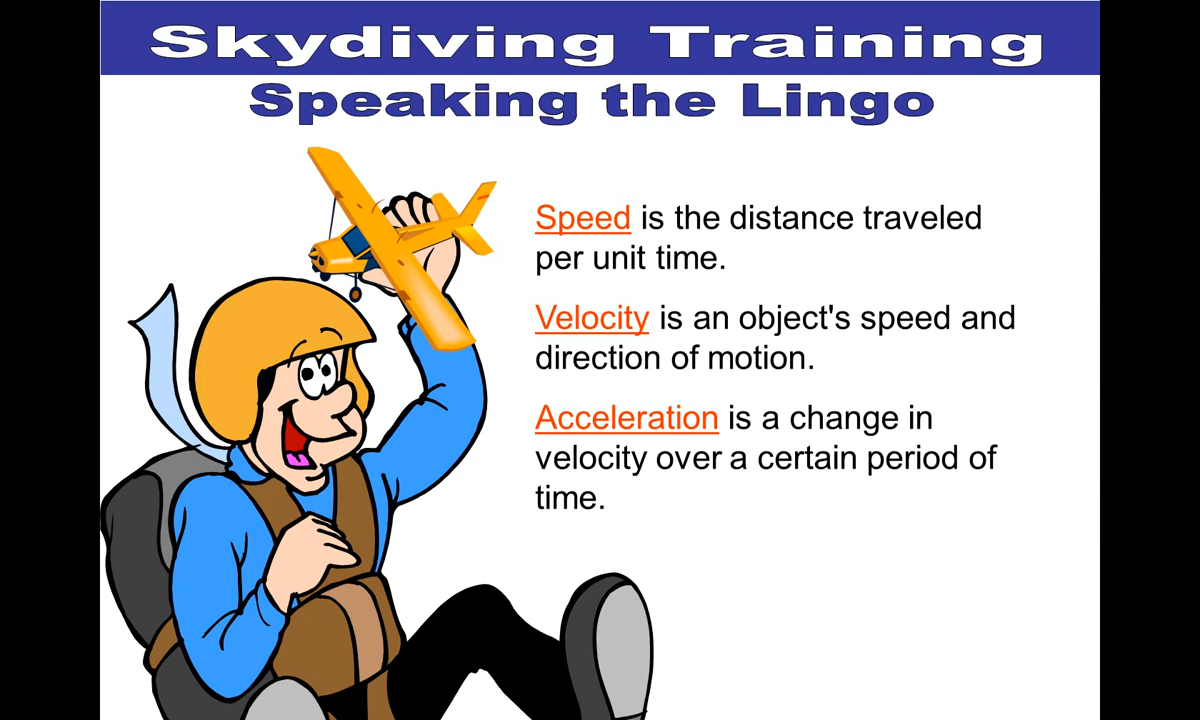 Skydiving Training
Speaking the Lingo
Speed is the distance traveled
per unit time.
Velocity is an object's speed and
direction of motion.
Acceleration is a change in
velocity over a certain period of
time.